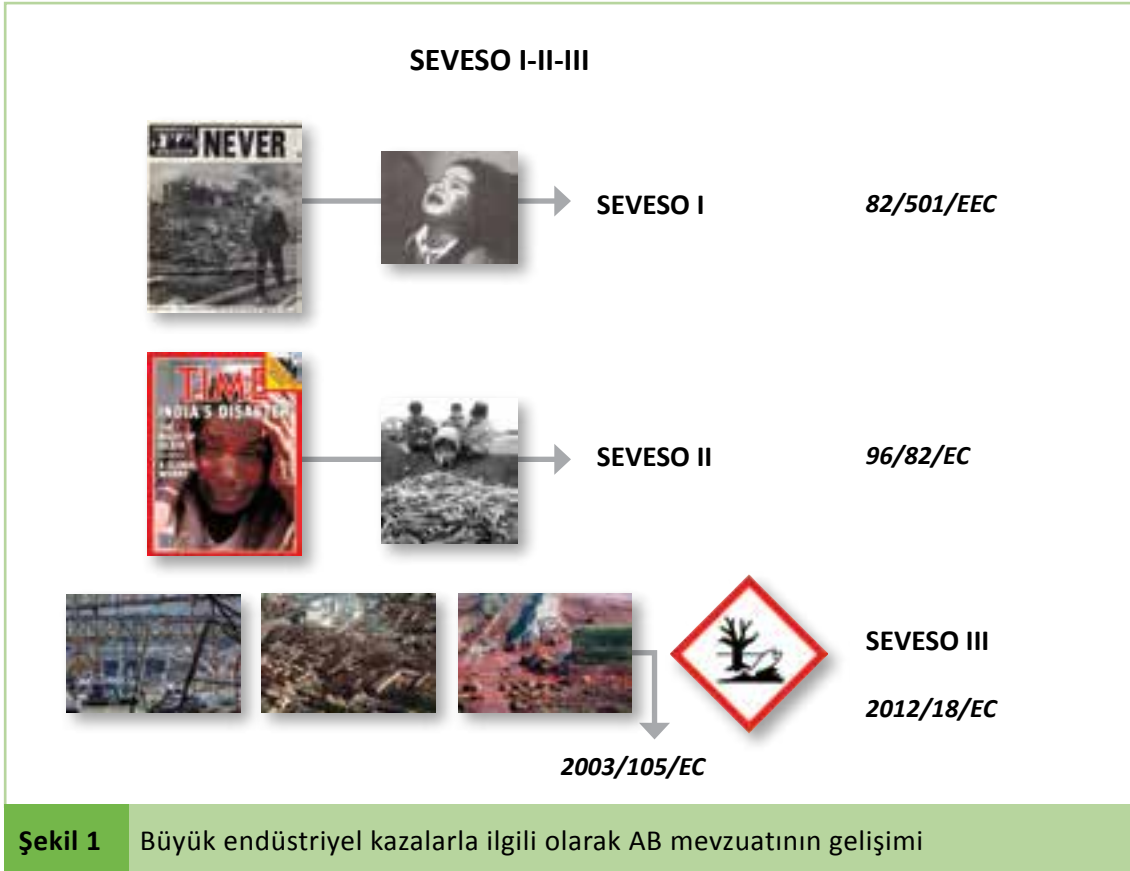 SEVESO I-II-III
NEVER
SEVESO I
82/501/EEC
TIME
INDIA'S DISASTER
SEVESO II
96/82/EC
SEVESO III
2012/18/EC
2003/105/EC
Şekil 1 Büyük endüstriyel kazalarla ilgili olarak AB mevzuatının gelişimi